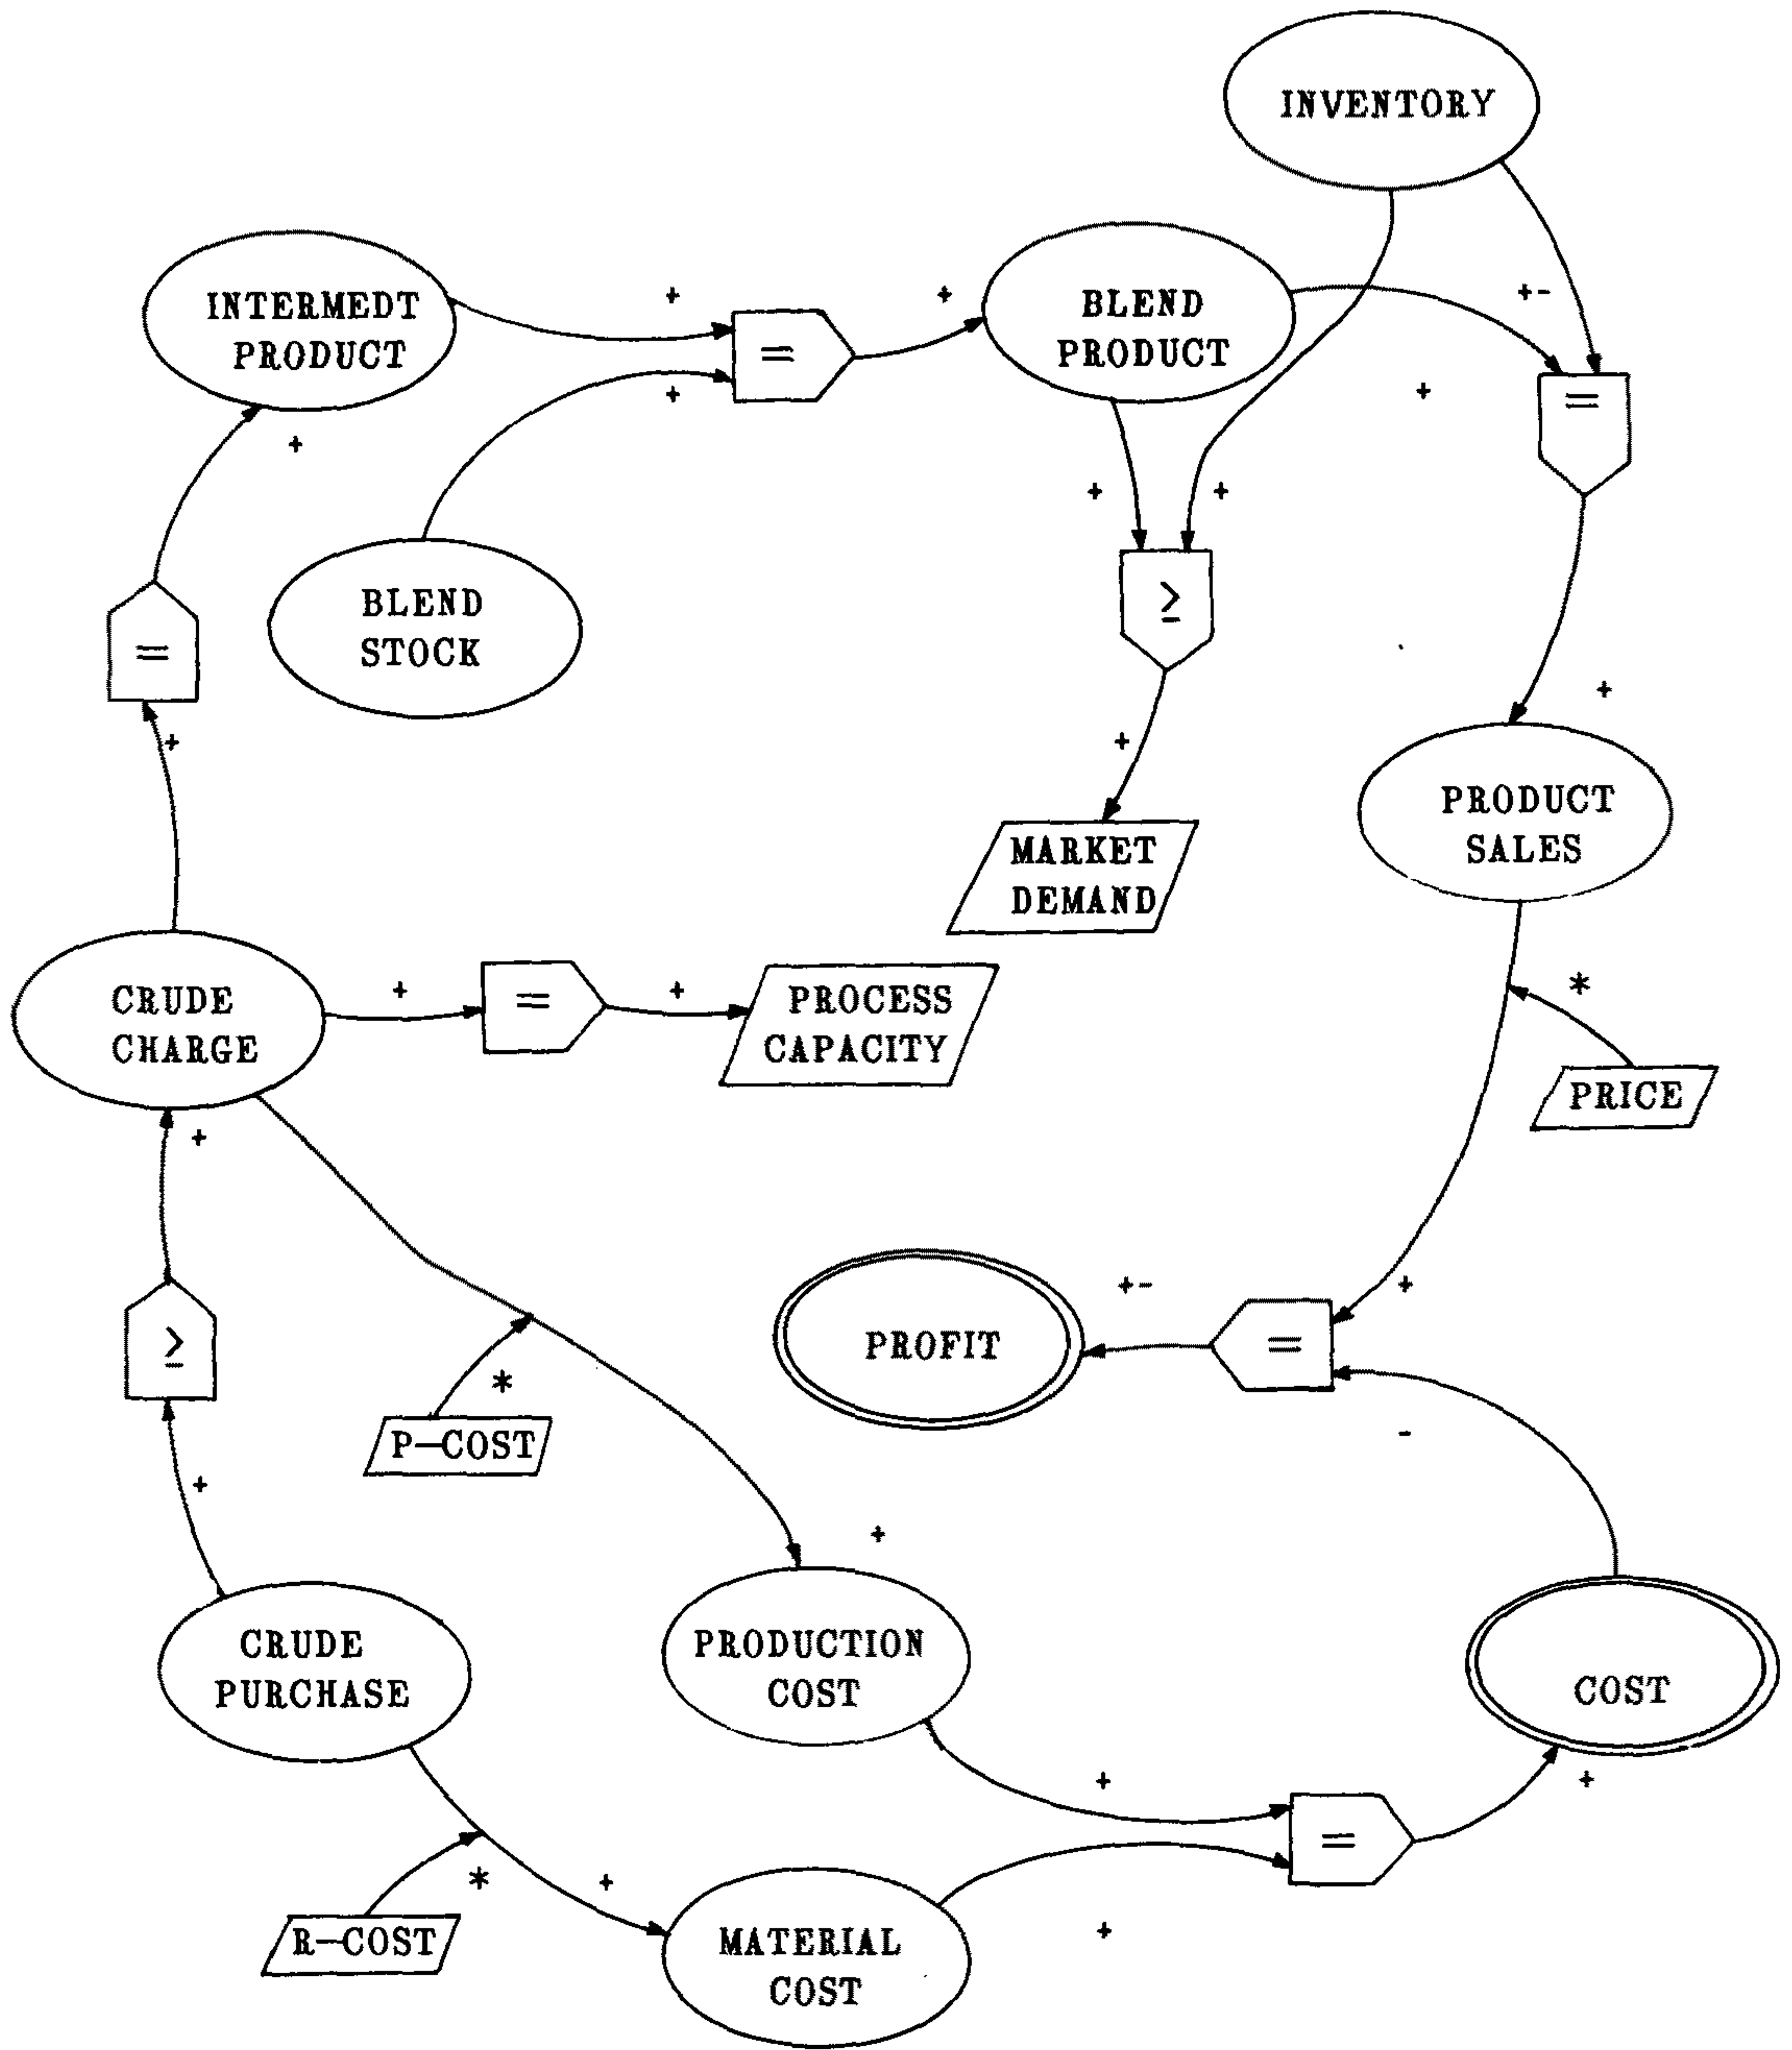 INVENTORY
INTERMEDT
PRODUCT
+
+
BLEND
PRODUCT
+-
=
+
+
=
+
BLEND
STOCK
+
+
≥
=
+
+
+
PRODUCT
SALES
MARKET
DEMAND
CRUDE
CHARGE
+
=
+
PROCESS
CAPACITY
*
PRICE
+
+-
+
PROFIT
=
≥
*
P-COST
-
+
+
CRUDE
PURCHASE
PRODUCTION
COST
COST
+
+
=
*
+
R-COST
MATERIAL
COST
+